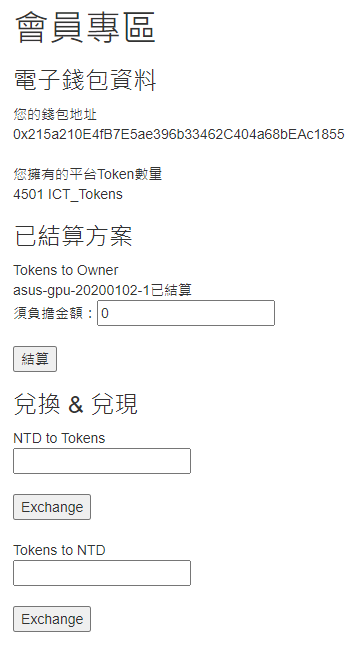 會員專區
電子錢包資料
您的錢包地址
0x215a210E4fB7E5ae396b33462C404a68bEAc1855
您擁有的平台Token數量
4501 ICT_Tokens
已結算方案
Tokens to Owner
asus-gpu-20200102-1已結算
須負擔金額：0
結算
兌換 & 兌現
NTD to Tokens
Exchange
Tokens to NTD
Exchange